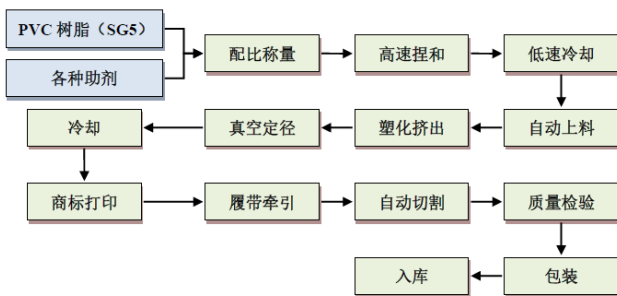 PVC 树脂（SG5）
各种助剂
配比称量
高速捏和
低速冷却
自动上料
塑化挤出
真空定径
冷却
商标打印
履带牵引
自动切割
质量检验
包装
入库